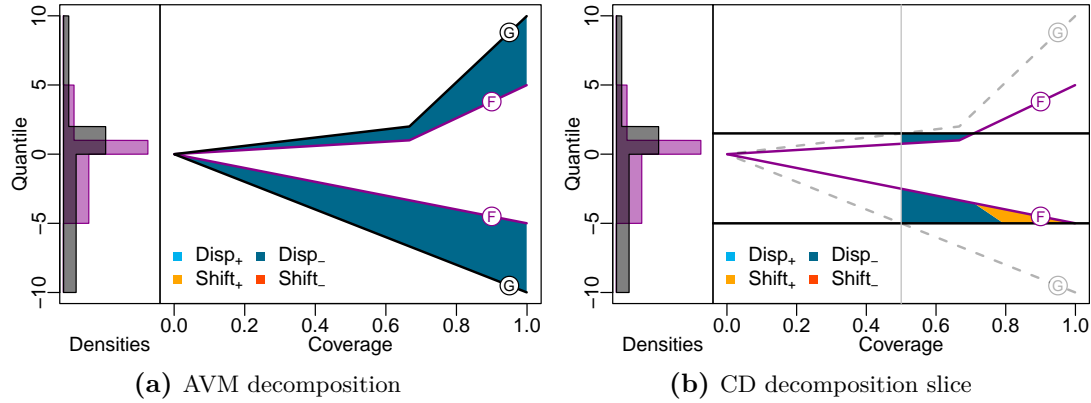 10
5
0
−5
−10
Quantile
G
F
F
G
Disp+ Disp−
Shift+ Shift−
0.0 0.2 0.4 0.6 0.8 1.0
Densities Coverage
(a) AVM decomposition
10
5
0
−5
−10
Quantile
G
F
F
G
Disp+ Disp−
Shift+ Shift−
0.0 0.2 0.4 0.6 0.8 1.0
Densities Coverage
(b) CD decomposition slice